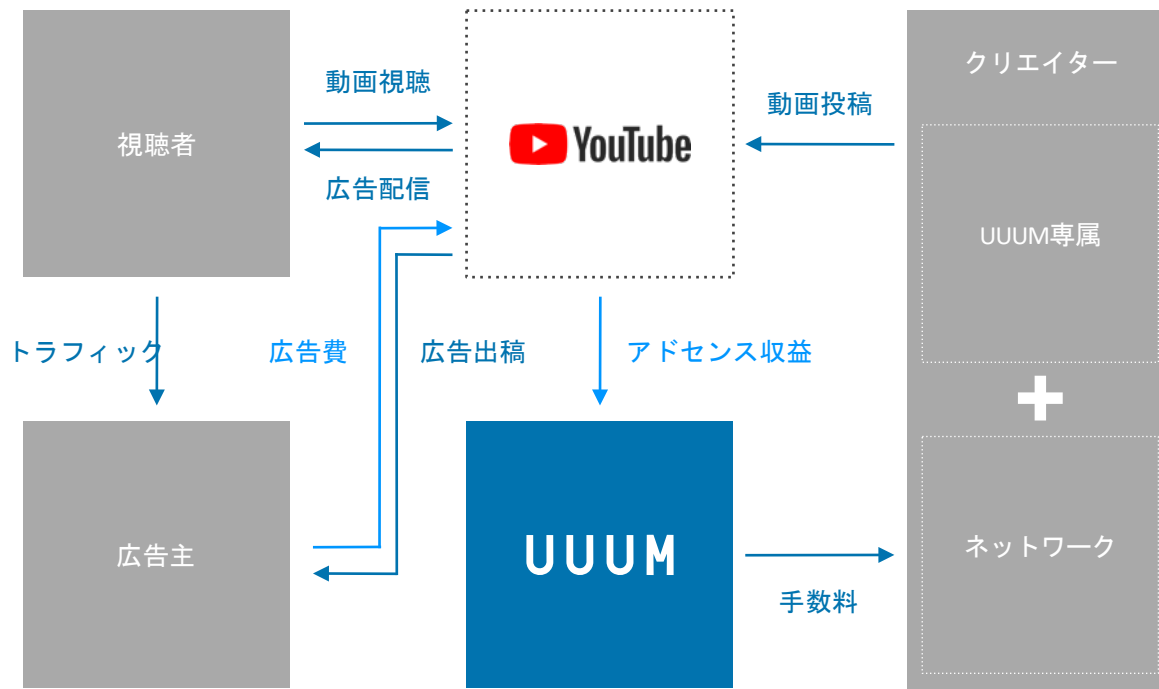 クリエイター
動画視聴
動画投稿
視聴者
YouTube
広告配信
UUUM専属
トラフィック
広告費
広告出稿
アドセンス収益
広告主
UUUM
ネットワーク
手数料